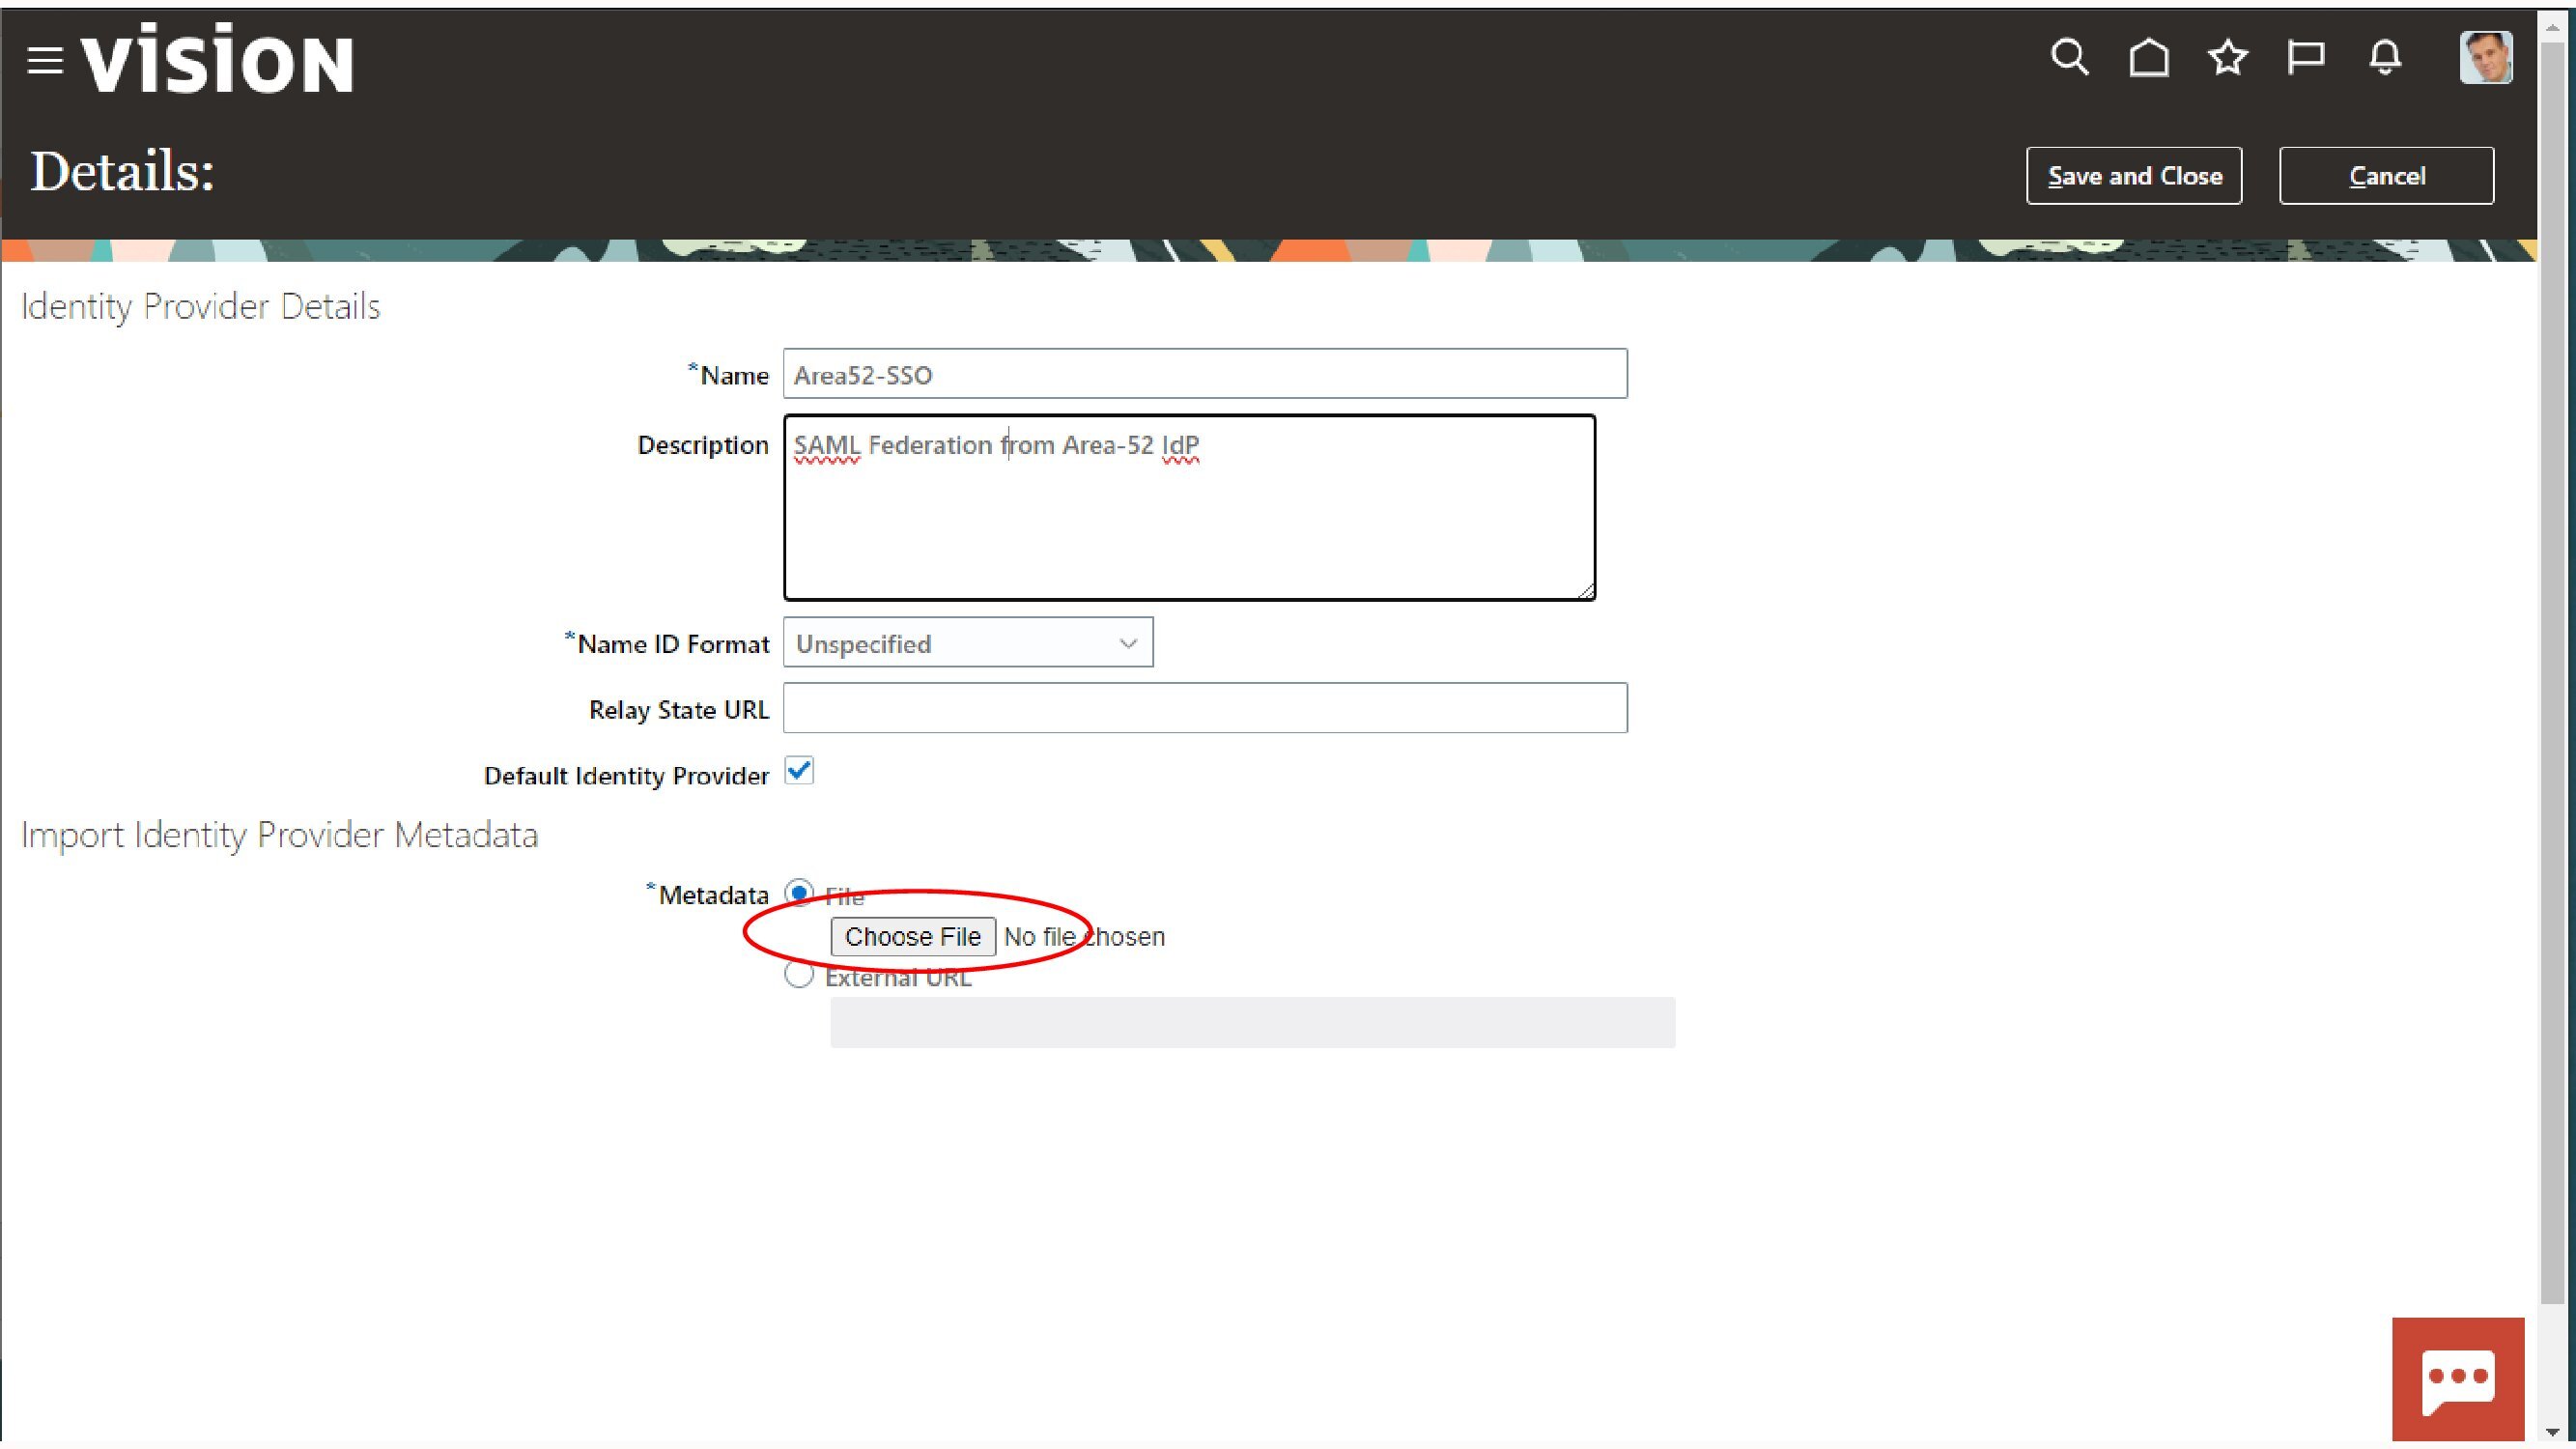 VISION
Details:
Save and Close
Cancel
Identity Provider Details
*Name Area52-SSO
Description SAML Federation from Area-52 IdP
*Name ID Format Unspecified
Relay State URL
Default Identity Provider
Import Identity Provider Metadata
*Metadata File
Choose File No file chosen
External URL